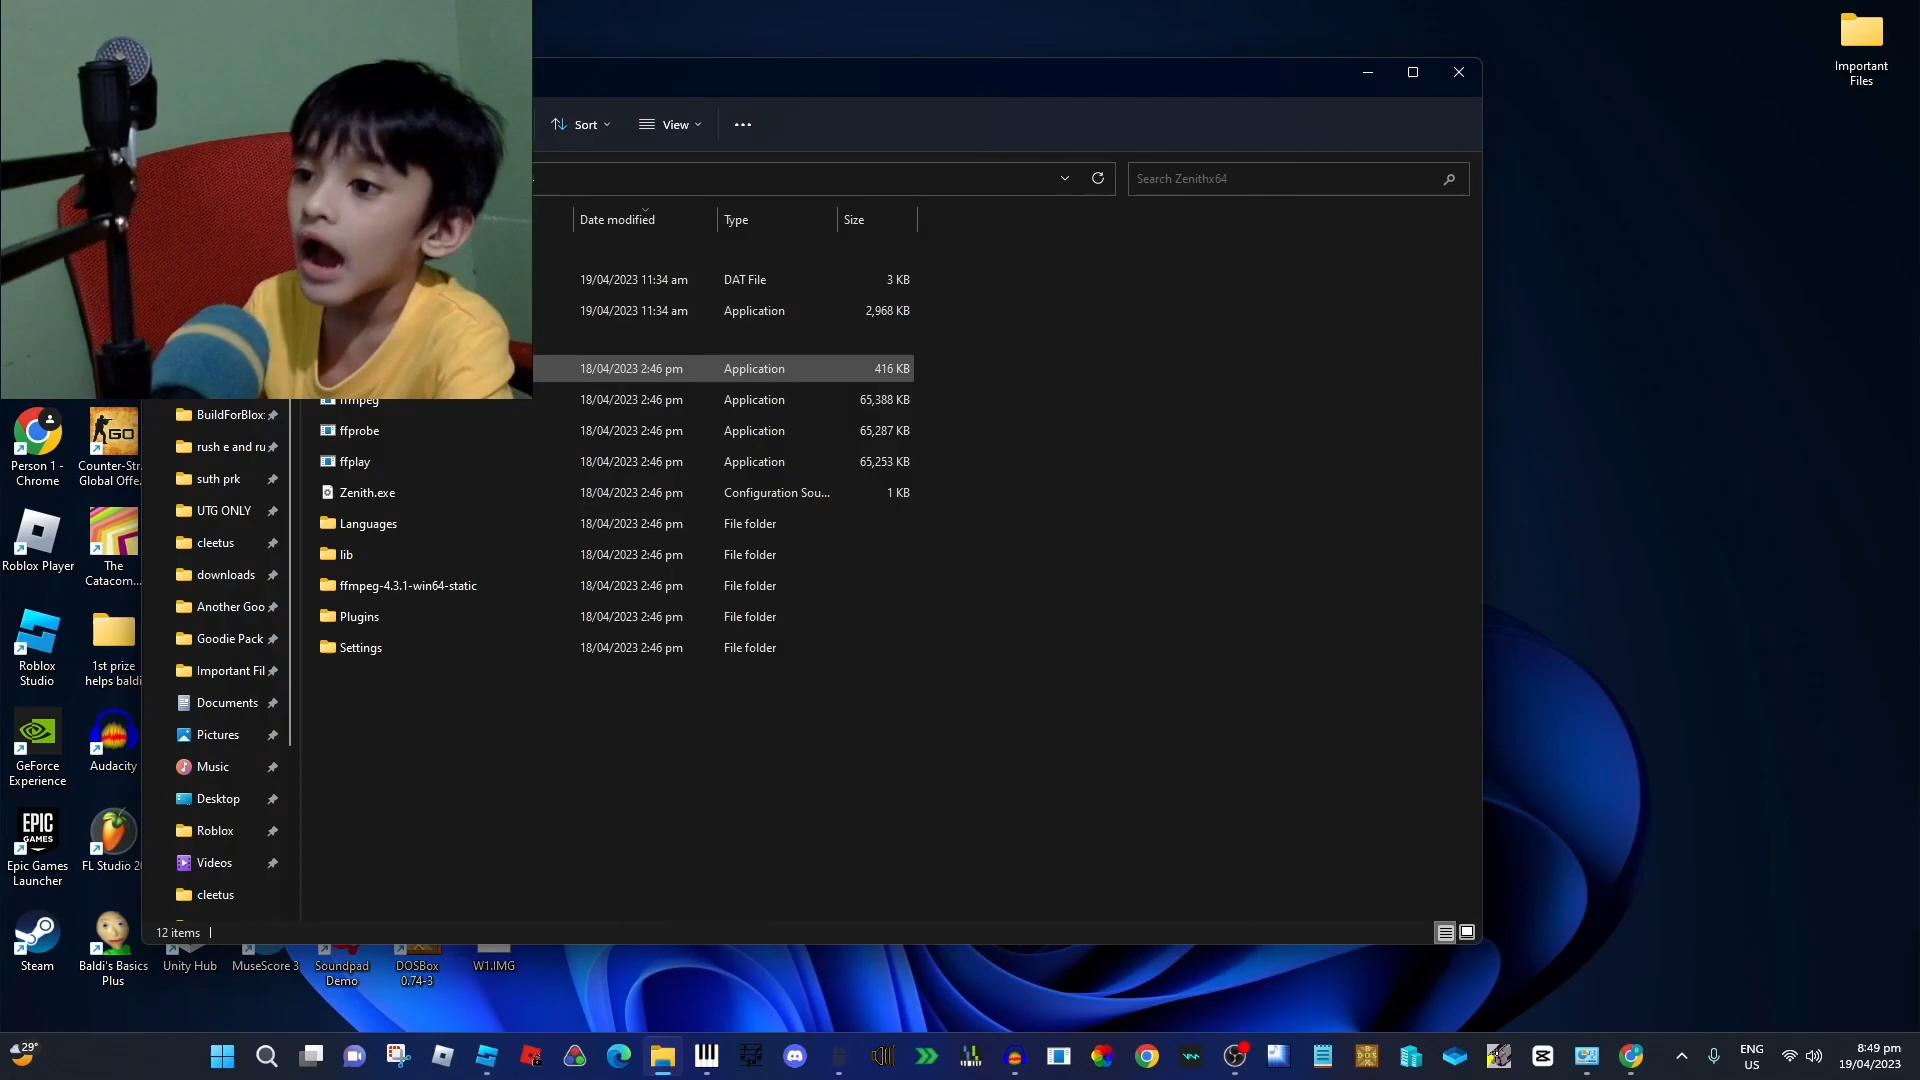 Important
Files
Sort
View
Search Zenithx64
Date modified
Type
Size
19/04/2023 11:34 am
DAT File
3 KB
19/04/2023 11:34 am
Application
2,968 KB
18/04/2023 2:46 pm
Application
416 KB
ffmpeg
18/04/2023 2:46 pm
Application
65,388 KB
ffprobe
18/04/2023 2:46 pm
Application
65,287 KB
ffplay
18/04/2023 2:46 pm
Application
65,253 KB
Zenith.exe
18/04/2023 2:46 pm
Configuration Sou...
1 KB
Languages
18/04/2023 2:46 pm
File folder
lib
18/04/2023 2:46 pm
File folder
ffmpeg-4.3.1-win64-static
18/04/2023 2:46 pm
File folder
Plugins
18/04/2023 2:46 pm
File folder
Settings
18/04/2023 2:46 pm
File folder
BuildForBlox
rush e and ru
suth prk
UTG ONLY
cleetus
downloads
Another Goo
Goodie Pack
Important Fil
Documents
Pictures
Music
Desktop
Roblox
Videos
cleetus
12 items
Person 1 -
Chrome
GO
Counter-Str
Global Offe...
Roblox Player
The
Catacom...
Roblox
Studio
1st prize
helps baldi
GeForce
Experience
Audacity
EPIC
GAMES
Epic Games
Launcher
FL Studio 2
Steam
Baldi's Basics
Plus
Unity Hub
MuseScore 3
Soundpad
Demo
DOSBox
0.74-3
W1.IMG
29°
ENG
US
8:49 pm
19/04/2023